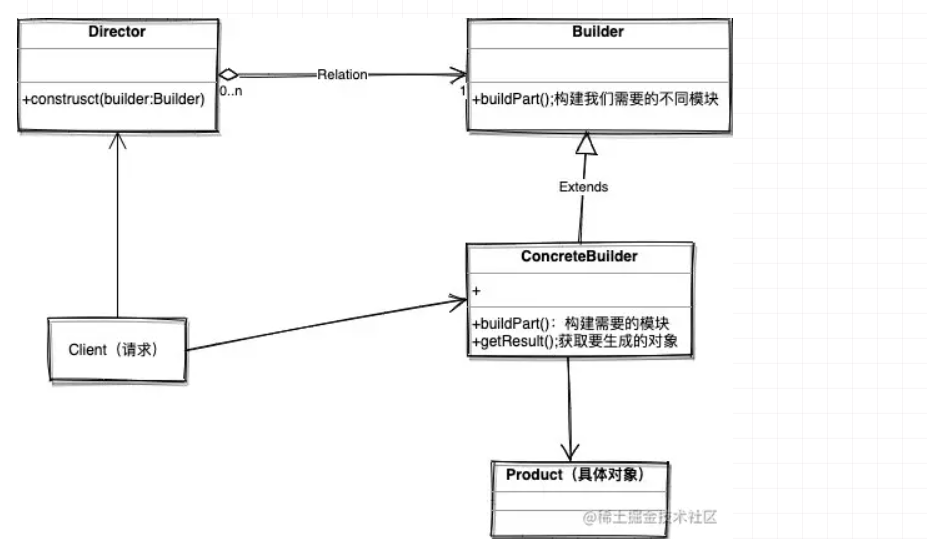 Director
Builder
+construsct(builder:Builder)
0..n
Relation
1
+buildPart();构建我们需要的不同模块
Extends
ConcreteBuilder
+
+buildPart()：构建需要的模块
+getResult();获取要生成的对象
Client（请求）
Product（具体对象）
@稀土掘金技术社区